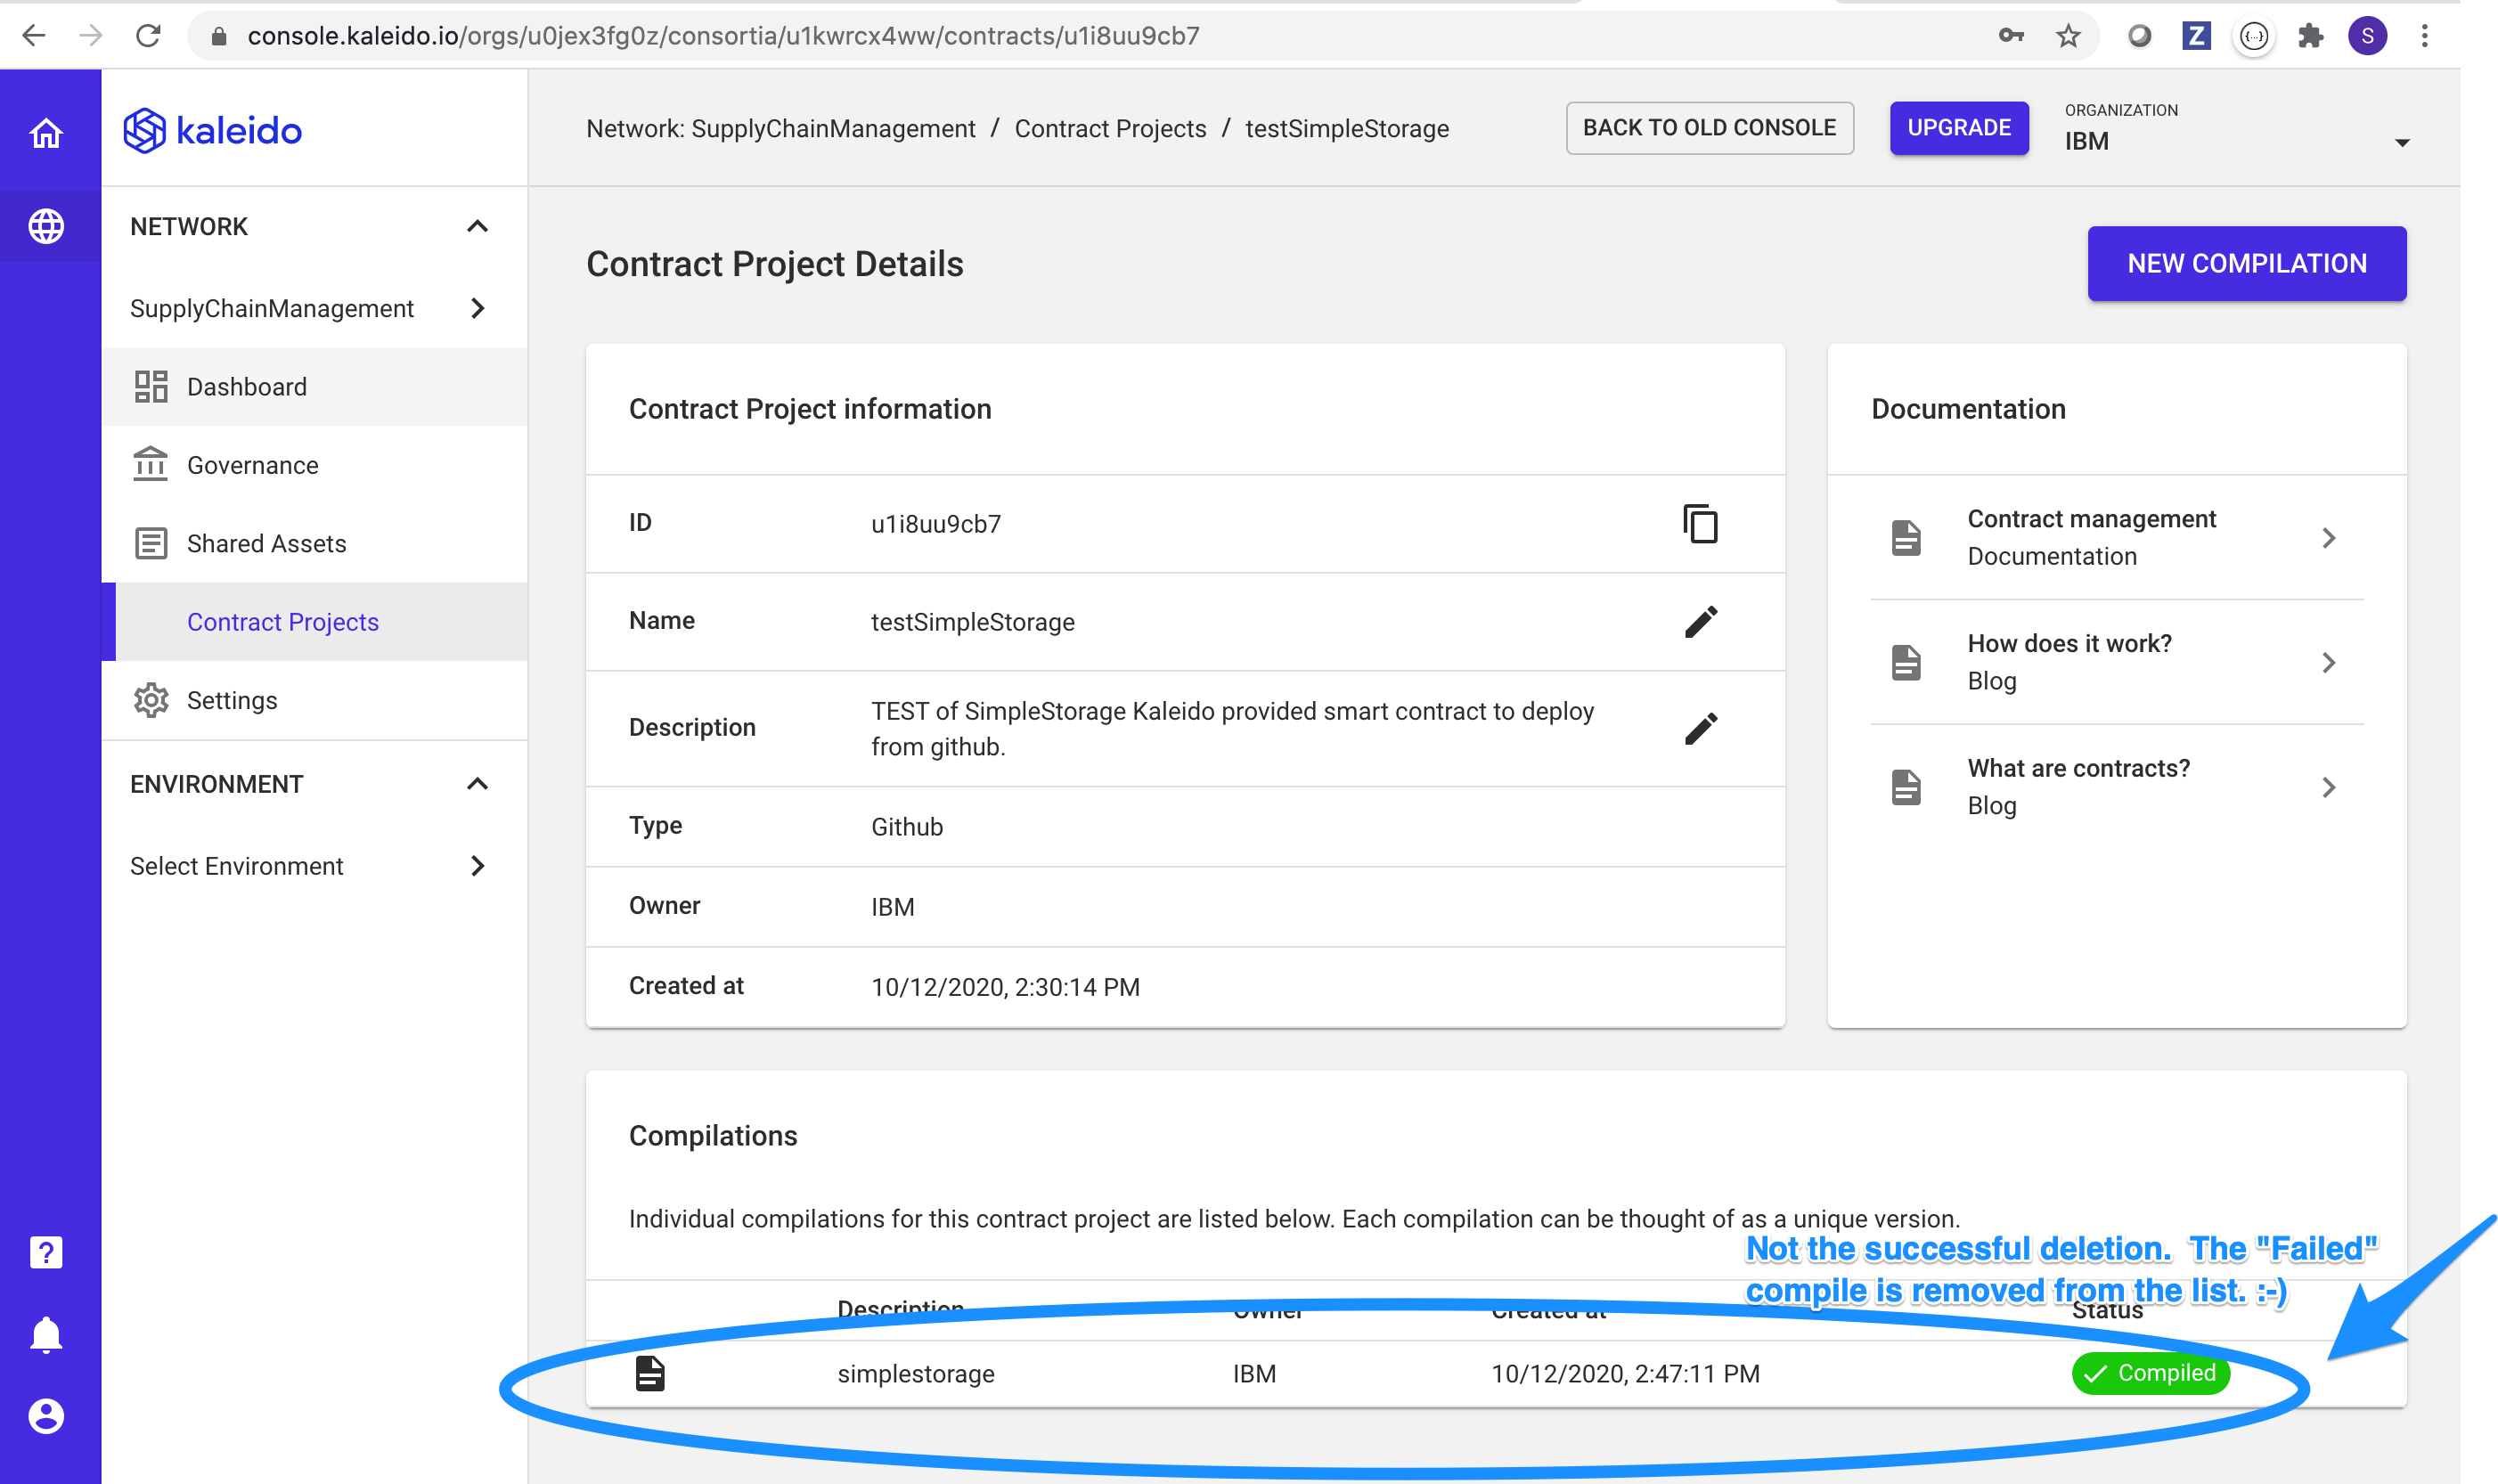 console.kaleido.io/orgs/u0jex3fg0z/consortia/u1kwrcx4ww/contracts/u1i8uu9cb7
Z
{...}
S
kaleido
Network: SupplyChainManagement / Contract Projects / testSimpleStorage
BACK TO OLD CONSOLE
UPGRADE
ORGANIZATION
IBM
NETWORK
SupplyChainManagement
Dashboard
Governance
Shared Assets
Contract Projects
Settings
ENVIRONMENT
Select Environment
?
Contract Project Details
NEW COMPILATION
Contract Project information
ID u1i8uu9cb7
Name testSimpleStorage
Description TEST of SimpleStorage Kaleido provided smart contract to deploy
from github.
Type Github
Owner IBM
Created at 10/12/2020, 2:30:14 PM
Documentation
Contract management
Documentation
How does it work?
Blog
What are contracts?
Blog
Compilations
Individual compilations for this contract project are listed below. Each compilation can be thought of as a unique version.
Not the successful deletion. The "Failed"
compile is removed from the list. :-)
Description Owner Created at Status
simplestorage IBM 10/12/2020, 2:47:11 PM Compiled